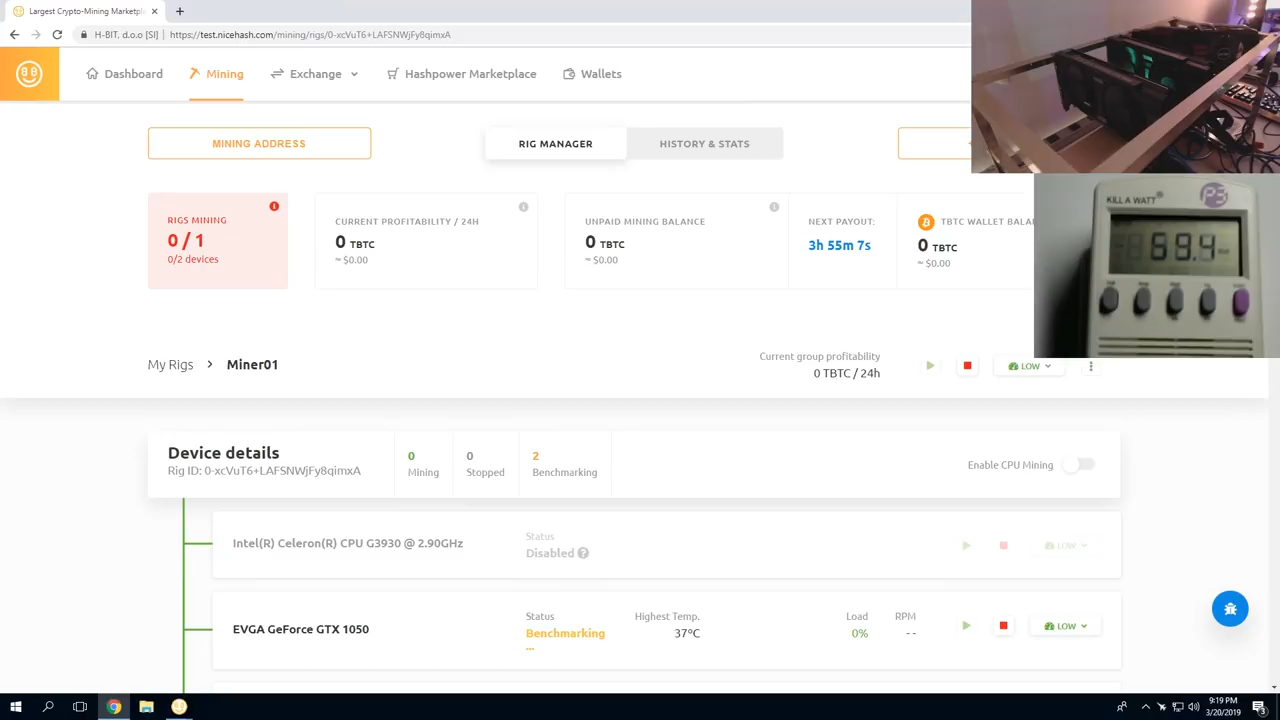 Largest Crypto-Mining Marketpl
H-BIT, d.o.o [SI] | https://test.nicehash.com/mining/rigs/0-xcVuT6+LAFSNWjFy8qimxA
Dashboard
Mining
Exchange
Hashpower Marketplace
Wallets
MINING ADDRESS
RIG MANAGER
HISTORY & STATS
RIGS MINING
0 / 1
0/2 devices
CURRENT PROFITABILITY / 24H
0 TBTC
≈ $0.00
UNPAID MINING BALANCE
0 TBTC
≈ $0.00
NEXT PAYOUT:
3h 55m 7s
TBTC WALLET BALA
0 TBTC
≈ $0.00
KILL A WATT
P3
My Rigs > Miner01
Current group profitability
0 TBTC / 24h
LOW
Device details
Rig ID: 0-xcVuT6+LAFSNWjFy8qimxA
0
Mining
0
Stopped
2
Benchmarking
Enable CPU Mining
Intel(R) Celeron(R) CPU G3930 @ 2.90GHz
Status
Disabled
LOW
EVGA GeForce GTX 1050
Status
Benchmarking
...
Highest Temp.
37ºC
Load
0%
RPM
- -
LOW
9:19 PM
3/20/2019
3